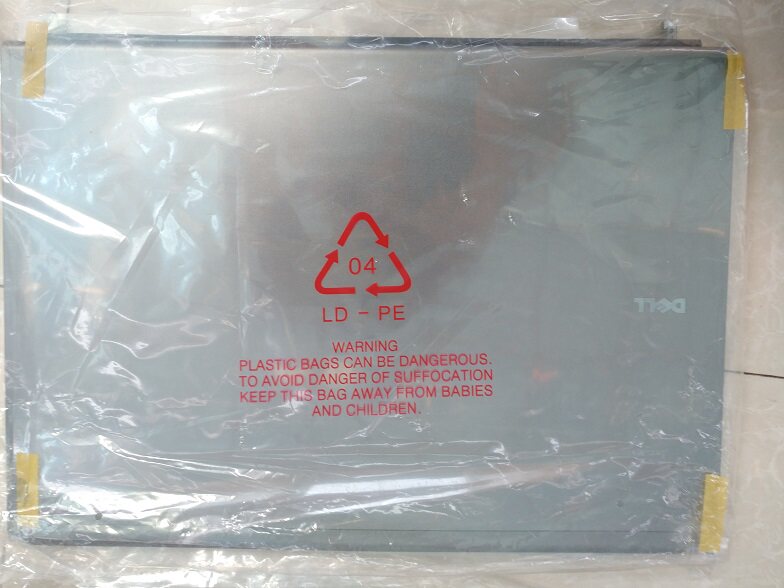 04
LD - PE
DELL
WARNING
PLASTIC BAGS CAN BE DANGEROUS.
TO AVOID DANGER OF SUFFOCATION
KEEP THIS BAG AWAY FROM BABIES
AND CHILDREN.